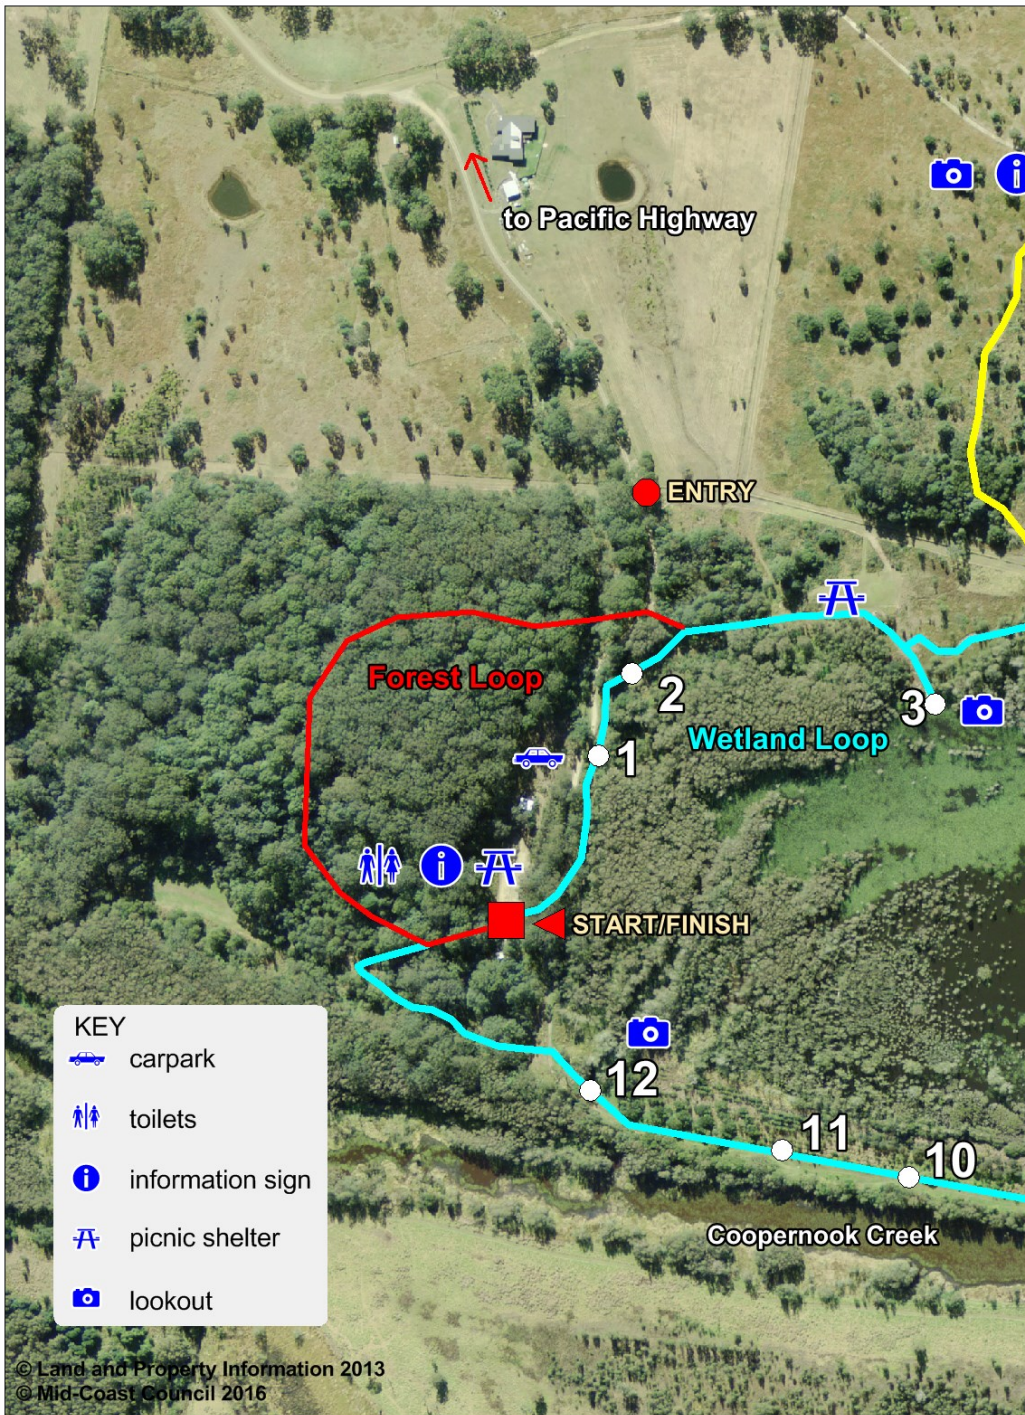 to Pacific Highway
ENTRY
Forest Loop
2
3
Wetland Loop
1
START/FINISH
12
11
10
Coopernook Creek
KEY
carpark
toilets
information sign
picnic shelter
lookout
© Land and Property Information 2013
© Mid-Coast Council 2016